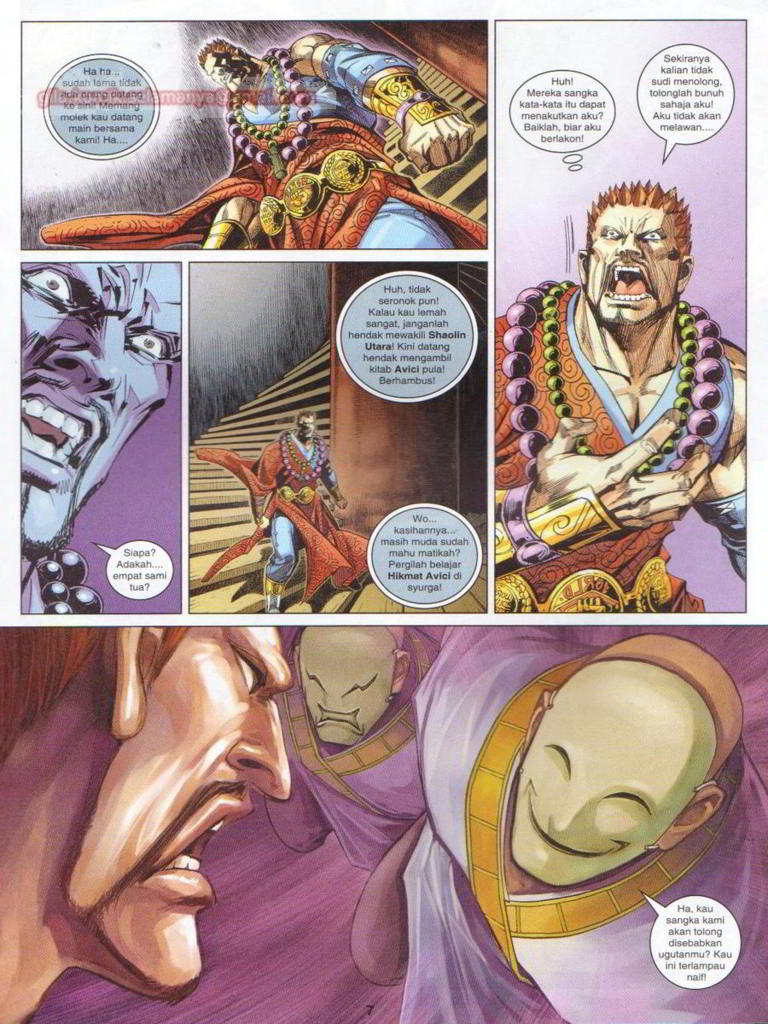 Ha ha...
sudah lama tidak
ada orang datang
ke sini! Memang
molek kau datang
main bersama
kami! Ha....
Siapa?
Adakah....
empat sami
tua?
Huh, tidak
seronok pun!
Kalau kau lemah
sangat, janganlah
hendak mewakili Shaolin
Utara! Kini datang
hendak mengambil
kitab Avici pula!
Berhambus!
Wo...
kasihannya...
masih muda sudah
mahu matikah?
Pergilah belajar
Hikmat Avici di
syurga!
Huh!
Mereka sangka
kata-kata itu dapat
menakutkan aku?
Baiklah, biar aku
berlakon!
Sekiranya
kalian tidak
sudi menolong,
tolonglah bunuh
sahaja aku!
Aku tidak akan
melawan....
Ha, kau
sangka kami
akan tolong
disebabkan
ugutanmu? Kau
ini terlampau
naif!
7